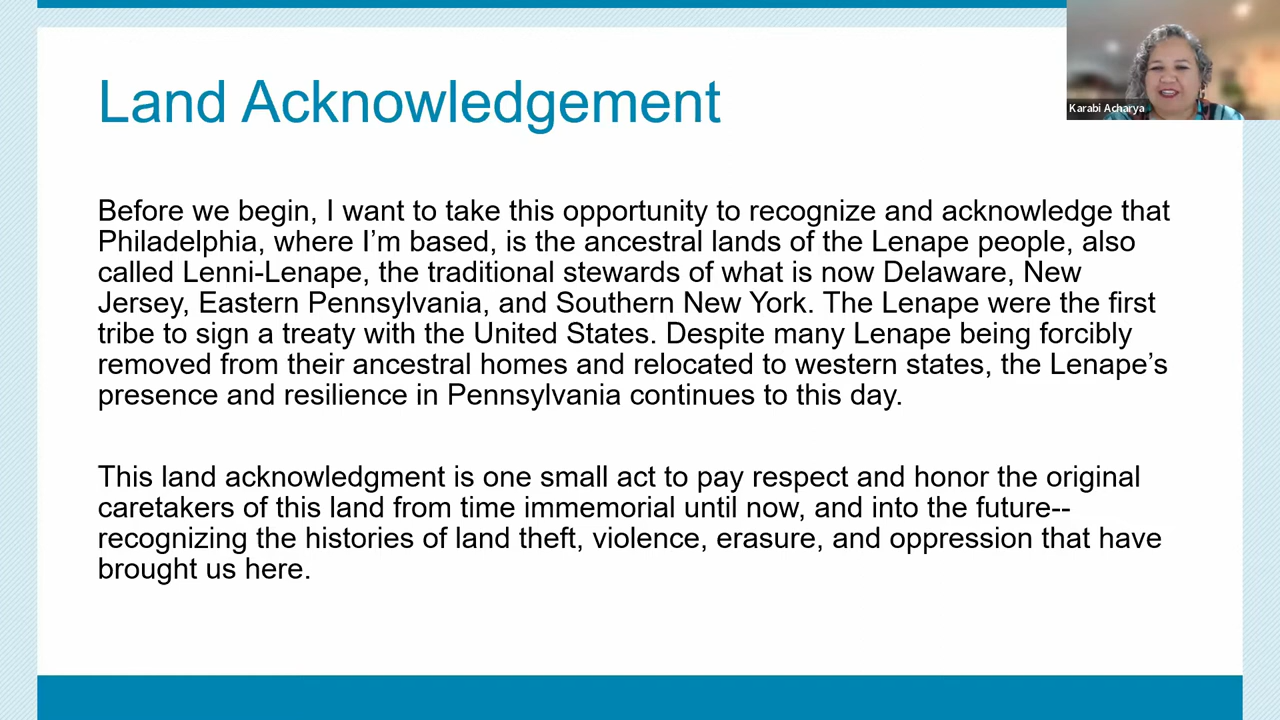 Land Acknowledgement
Karabi Acharya
Before we begin, I want to take this opportunity to recognize and acknowledge that
Philadelphia, where I’m based, is the ancestral lands of the Lenape people, also
called Lenni-Lenape, the traditional stewards of what is now Delaware, New
Jersey, Eastern Pennsylvania, and Southern New York. The Lenape were the first
tribe to sign a treaty with the United States. Despite many Lenape being forcibly
removed from their ancestral homes and relocated to western states, the Lenape’s
presence and resilience in Pennsylvania continues to this day.
This land acknowledgment is one small act to pay respect and honor the original
caretakers of this land from time immemorial until now, and into the future--
recognizing the histories of land theft, violence, erasure, and oppression that have
brought us here.